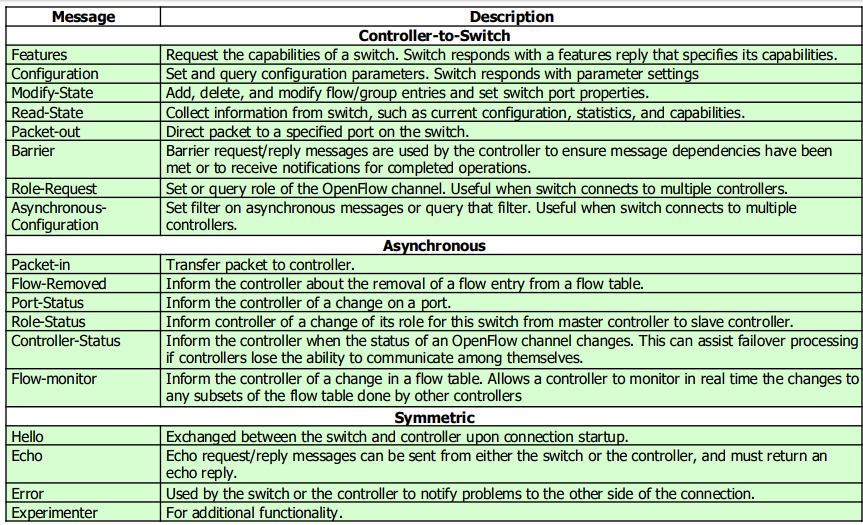 Message Description
Controller-to-Switch
Features Request the capabilities of a switch. Switch responds with a features reply that specifies its capabilities.
Configuration Set and query configuration parameters. Switch responds with parameter settings
Modify-State Add, delete, and modify flow/group entries and set switch port properties.
Read-State Collect information from switch, such as current configuration, statistics, and capabilities.
Packet-out Direct packet to a specified port on the switch.
Barrier Barrier request/reply messages are used by the controller to ensure message dependencies have been
met or to receive notifications for completed operations.
Role-Request Set or query role of the OpenFlow channel. Useful when switch connects to multiple controllers.
Asynchronous- Set filter on asynchronous messages or query that filter. Useful when switch connects to multiple
Configuration controllers.
Asynchronous
Packet-in Transfer packet to controller.
Flow-Removed Inform the controller about the removal of a flow entry from a flow table.
Port-Status Inform the controller of a change on a port.
Role-Status Inform controller of a change of its role for this switch from master controller to slave controller.
Controller-Status Inform the controller when the status of an OpenFlow channel changes. This can assist failover processing
if controllers lose the ability to communicate among themselves.
Flow-monitor Inform the controller of a change in a flow table. Allows a controller to monitor in real time the changes to
any subsets of the flow table done by other controllers
Symmetric
Hello Exchanged between the switch and controller upon connection startup.
Echo Echo request/reply messages can be sent from either the switch or the controller, and must return an
echo reply.
Error Used by the switch or the controller to notify problems to the other side of the connection.
Experimenter For additional functionality.